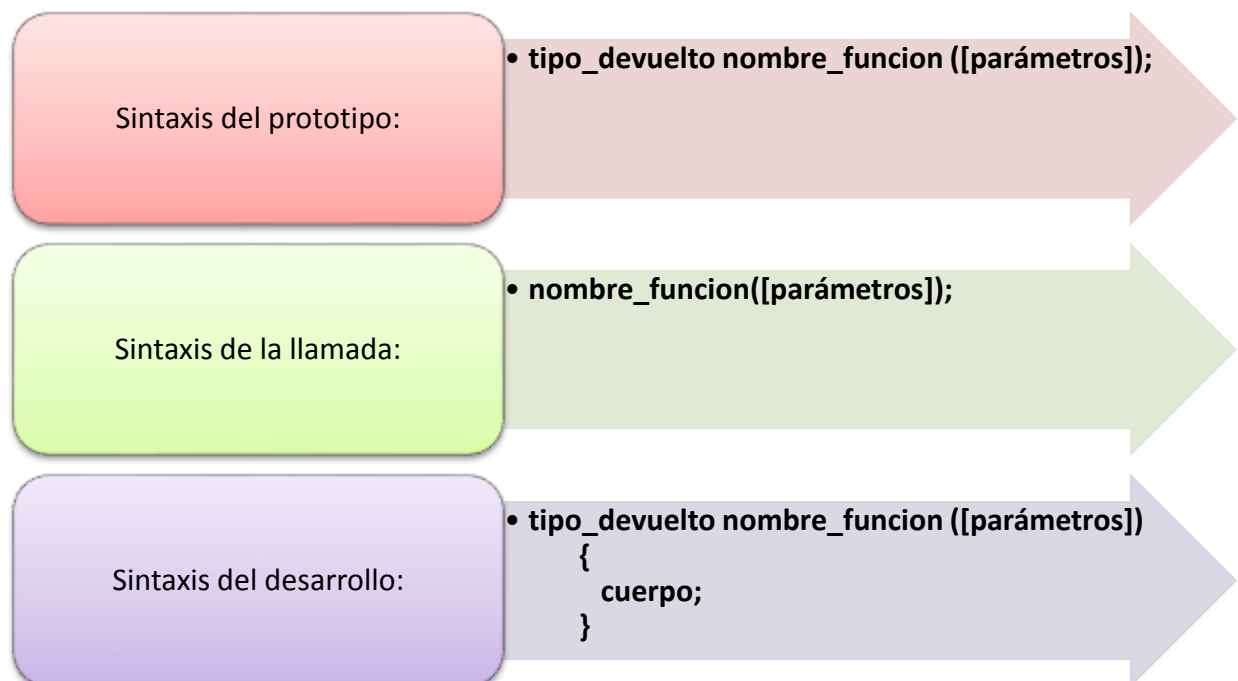 Sintaxis del prototipo:
• tipo_devuelto nombre_funcion ([parámetros]);
Sintaxis de la llamada:
• nombre_funcion([parámetros]);
Sintaxis del desarrollo:
• tipo_devuelto nombre_funcion ([parámetros])
{
cuerpo;
}